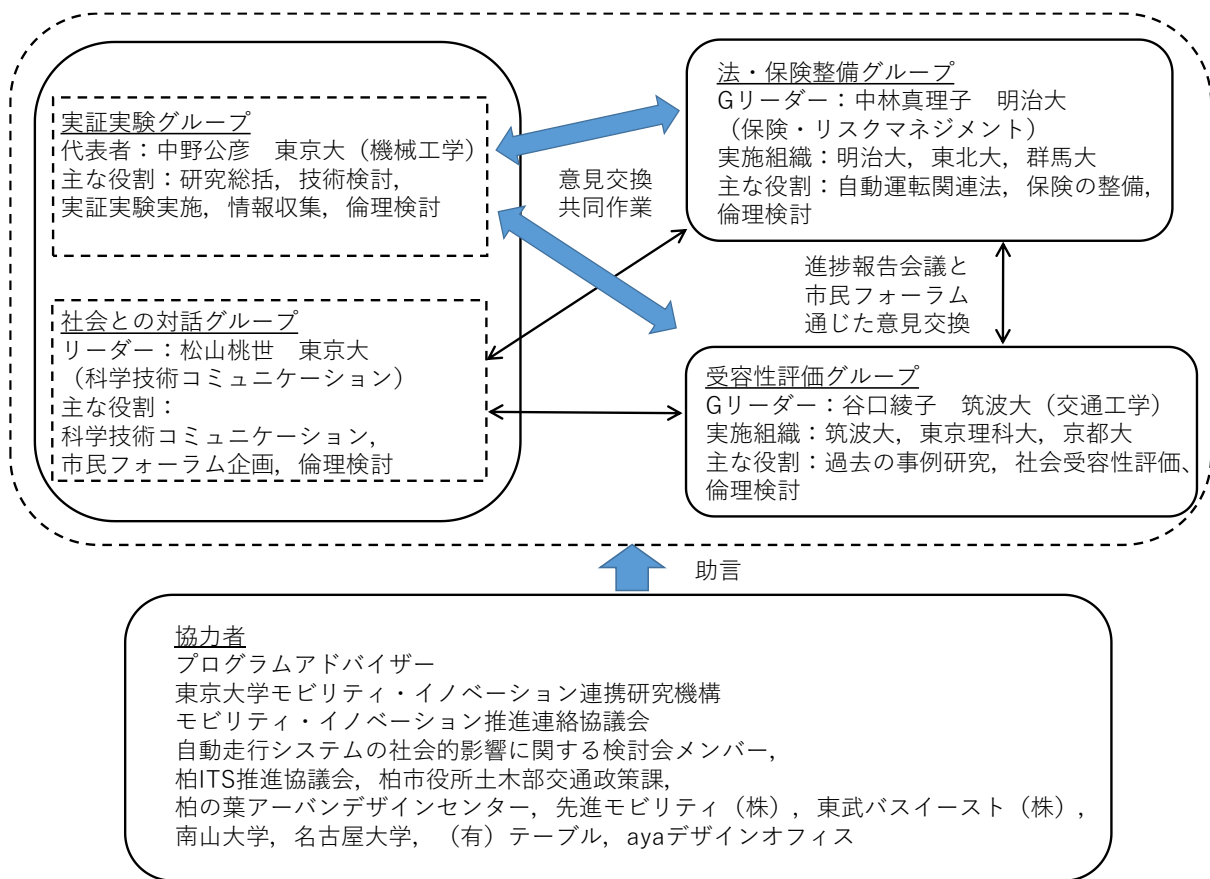 実証実験グループ
代表者：中野公彦　東京大（機械工学）
主な役割：研究総括，技術検討，
実証実験実施，情報収集，倫理検討
社会との対話グループ
リーダー：松山桃世　東京大
（科学技術コミュニケーション）
主な役割：
科学技術コミュニケーション，
市民フォーラム企画，倫理検討
意見交換
共同作業
法・保険整備グループ
Gリーダー：中林真理子　明治大
（保険・リスクマネジメント）
実施組織：明治大，東北大，群馬大
主な役割：自動運転関連法，保険の整備，
倫理検討
進捗報告会議と
市民フォーラム
通じた意見交換
受容性評価グループ
Gリーダー：谷口綾子　筑波大（交通工学）
実施組織：筑波大，東京理科大，京都大
主な役割：過去の事例研究，社会受容性評価、
倫理検討
助言
協力者
プログラムアドバイザー
東京大学モビリティ・イノベーション連携研究機構
モビリティ・イノベーション推進連絡協議会
自動走行システムの社会的影響に関する検討会メンバー，
柏ITS推進協議会，柏市役所土木部交通政策課，
柏の葉アーバンデザインセンター，先進モビリティ（株），東武バスイースト（株），
南山大学，名古屋大学，（有）テーブル，ayaデザインオフィス